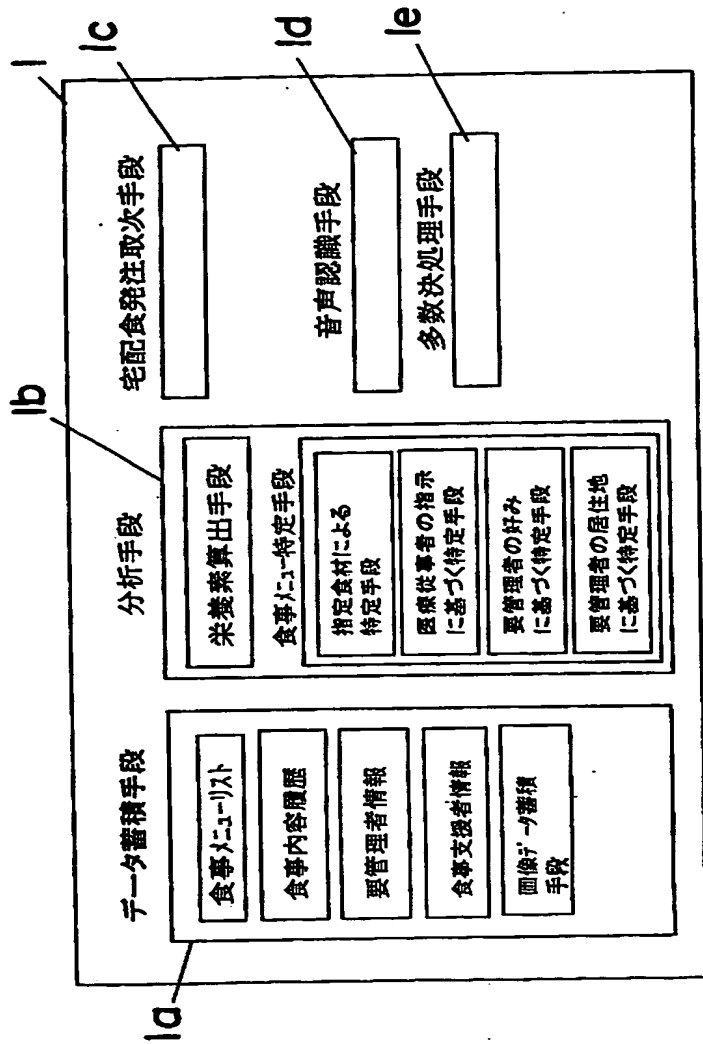 1
データ蓄積手段
1a
食事メニューリスト
食事内容履歴
要管理者情報
食事支援者情報
画像データ蓄積
手段
分析手段
1b
栄養素算出手段
食事メニュー特定手段
指定食材による
特定手段
医療従事者の指示
に基づく特定手段
要管理者の好み
に基づく特定手段
要管理者の居住地
に基づく特定手段
宅配食発注取次手段
1c
音声認識手段
1d
多数決処理手段
1e